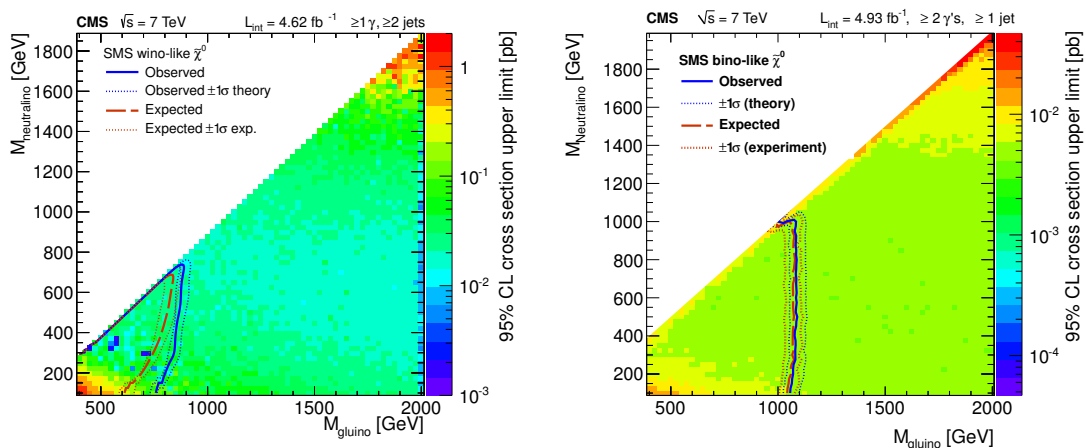 CMS √s = 7 TeV L_int = 4.62 fb⁻¹ ≥1γ, ≥2 jets
SMS wino-like χ̃⁰
Observed
Observed ±1σ theory
Expected
Expected ±1σ exp.
M_neutralino [GeV]
1800
1600
1400
1200
1000
800
600
400
200
500 1000 1500 2000
M_gluino [GeV]
1
10⁻¹
10⁻²
10⁻³
95% CL cross section upper limit [pb]
CMS √s = 7 TeV L_int = 4.93 fb⁻¹, ≥ 2 γ's, ≥ 1 jet
SMS bino-like χ̃⁰
Observed
±1σ (theory)
Expected
±1σ (experiment)
M_Neutralino [GeV]
1800
1600
1400
1200
1000
800
600
400
200
500 1000 1500 2000
M_gluino [GeV]
10⁻²
10⁻³
10⁻⁴
95% CL cross section upper limit [pb]